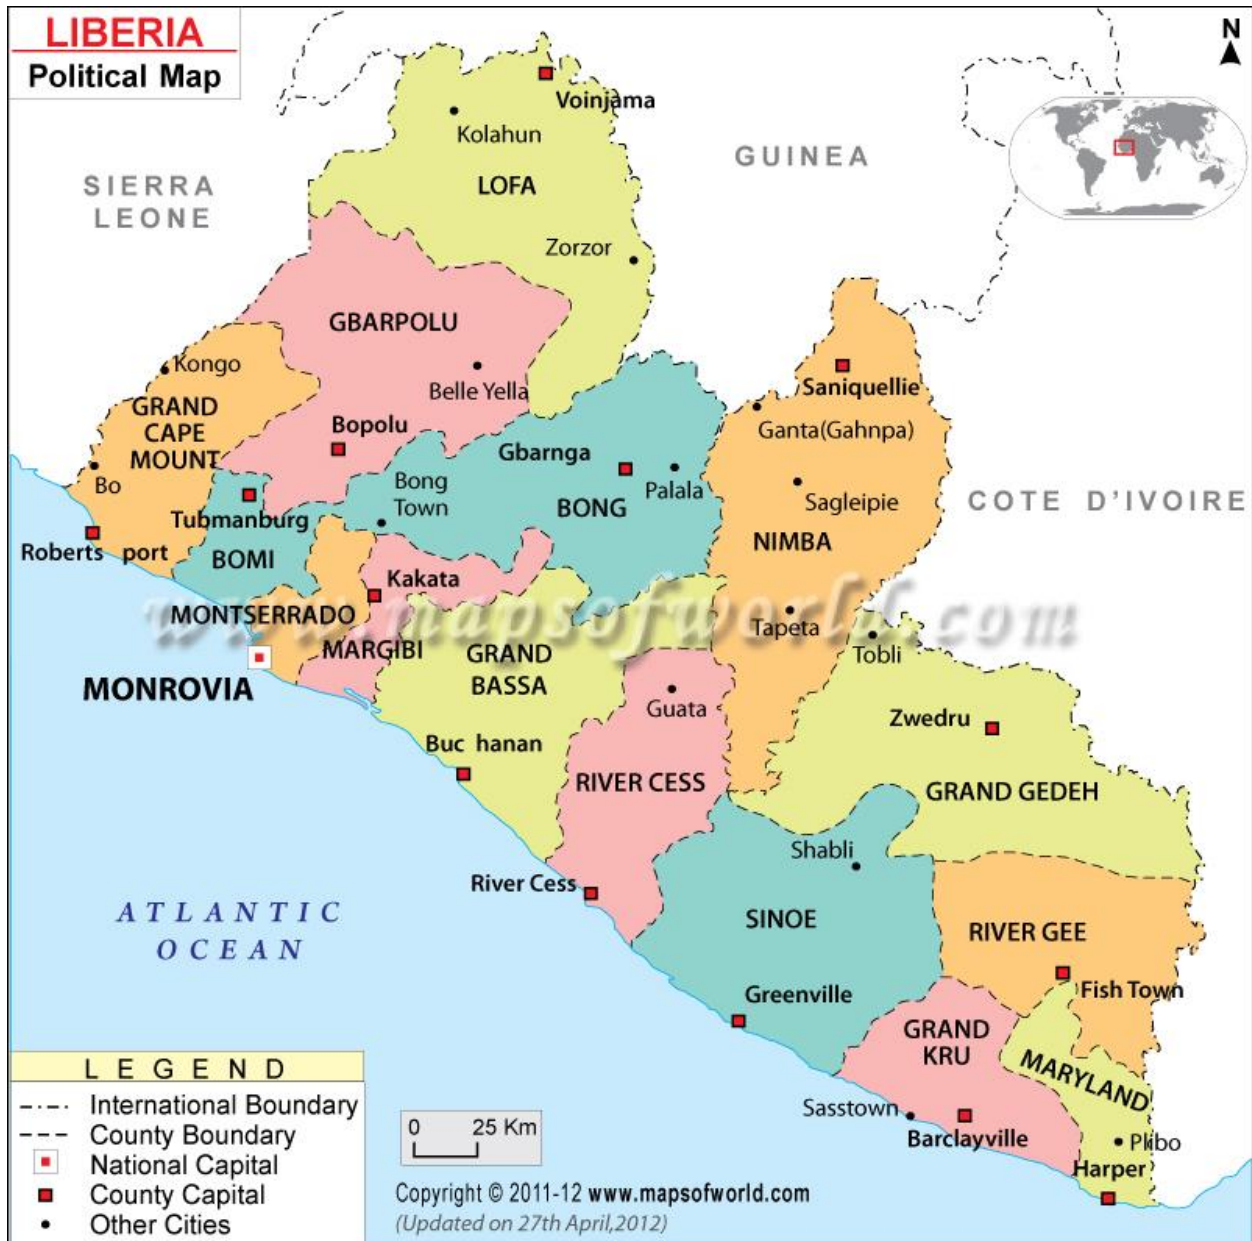 LIBERIA
Political Map
N
Voinjama
Kolahun
GUINEA
SIERRA
LEONE
LOFA
Zorzor
GBARPOLU
Kongo
Belle Yella
Saniquellie
GRAND
CAPE
MOUNT
Bopolu
Ganta(Gahnpa)
Gbarnga
Bo
Bong
Town
Palala
Sagleipie
COTE D'IVOIRE
BONG
Tubmanburg
NIMBA
Roberts port
BOMI
Kakata
www.mapsofworld.com
MONTSERRADO
Tapeta
MARGIBI
GRAND
BASSA
Tobli
MONROVIA
Guata
Zwedru
Buc hanan
RIVER CESS
GRAND GEDEH
Shabli
River Cess
ATLANTIC
OCEAN
SINOE
RIVER GEE
Greenville
Fish Town
GRAND
KRU
MARYLAND
Sasstown
Barclayville
Plibo
Harper
LEGEND
International Boundary
County Boundary
National Capital
County Capital
Other Cities
0 25 Km
Copyright © 2011-12 www.mapsofworld.com
(Updated on 27th April,2012)